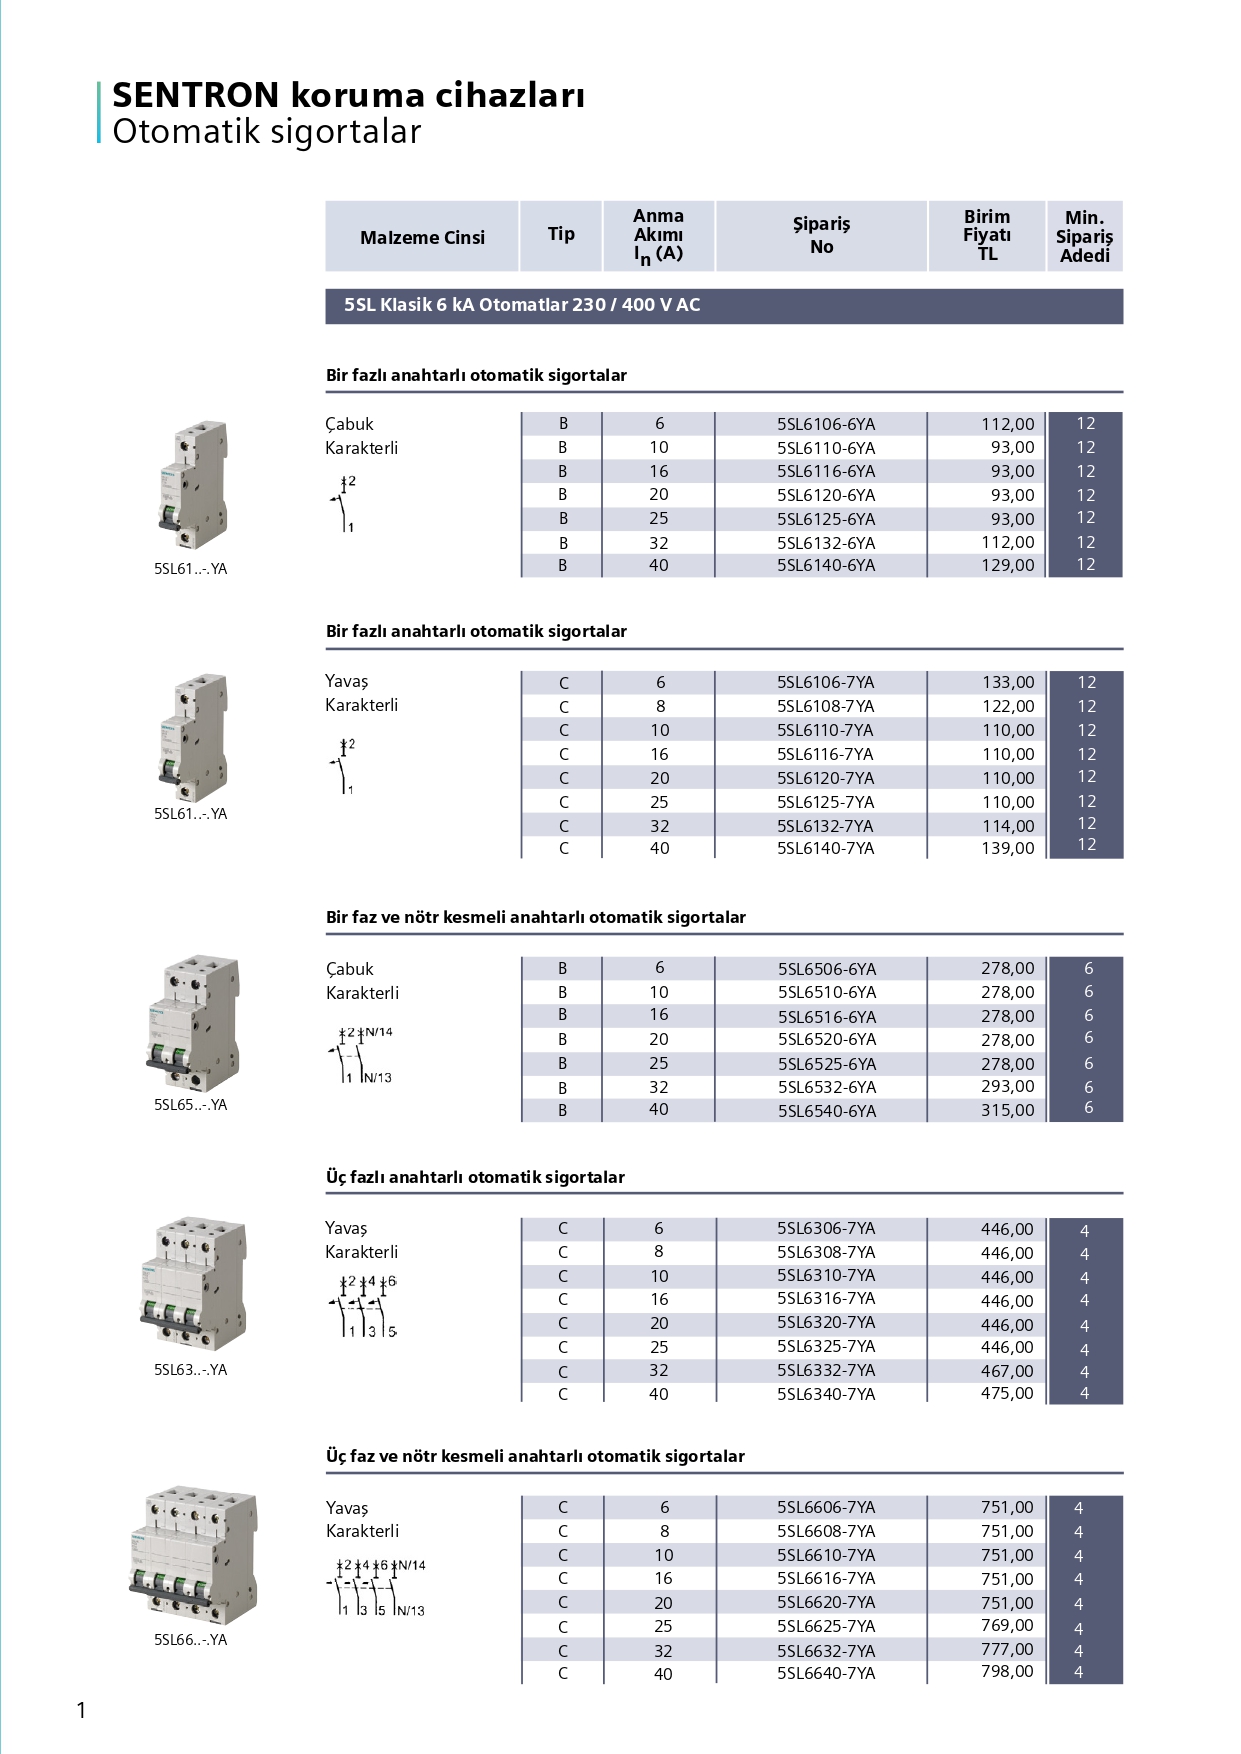 SENTRON koruma cihazları
Otomatik sigortalar
Malzeme Cinsi Tip Anma Akımı In (A) Şipariş No Birim Fiyatı TL Min. Sipariş Adedi
5SL Klasik 6 kA Otomatlar 230 / 400 V AC
Bir fazlı anahtarlı otomatik sigortalar
Çabuk B 6 5SL6106-6YA 112,00 12
Karakterli B 10 5SL6110-6YA 93,00 12
B 16 5SL6116-6YA 93,00 12
2
B 20 5SL6120-6YA 93,00 12
B 25 5SL6125-6YA 93,00 12
1
B 32 5SL6132-6YA 112,00 12
B 40 5SL6140-6YA 129,00 12
5SL61..-.YA
Bir fazlı anahtarlı otomatik sigortalar
Yavaş C 6 5SL6106-7YA 133,00 12
Karakterli C 8 5SL6108-7YA 122,00 12
C 10 5SL6110-7YA 110,00 12
2
C 16 5SL6116-7YA 110,00 12
C 20 5SL6120-7YA 110,00 12
1
C 25 5SL6125-7YA 110,00 12
5SL61..-.YA
C 32 5SL6132-7YA 114,00 12
C 40 5SL6140-7YA 139,00 12
Bir faz ve nötr kesmeli anahtarlı otomatik sigortalar
Çabuk B 6 5SL6506-6YA 278,00 6
Karakterli B 10 5SL6510-6YA 278,00 6
B 16 5SL6516-6YA 278,00 6
2 N/14
B 20 5SL6520-6YA 278,00 6
B 25 5SL6525-6YA 278,00 6
1 N/13
B 32 5SL6532-6YA 293,00 6
5SL65..-.YA
B 40 5SL6540-6YA 315,00 6
Üç fazlı anahtarlı otomatik sigortalar
Yavaş C 6 5SL6306-7YA 446,00 4
Karakterli C 8 5SL6308-7YA 446,00 4
2 4 6
C 10 5SL6310-7YA 446,00 4
C 16 5SL6316-7YA 446,00 4
C 20 5SL6320-7YA 446,00 4
1 3 5
C 25 5SL6325-7YA 446,00 4
5SL63..-.YA
C 32 5SL6332-7YA 467,00 4
C 40 5SL6340-7YA 475,00 4
Üç faz ve nötr kesmeli anahtarlı otomatik sigortalar
Yavaş C 6 5SL6606-7YA 751,00 4
Karakterli C 8 5SL6608-7YA 751,00 4
C 10 5SL6610-7YA 751,00 4
2 4 6 N/14
C 16 5SL6616-7YA 751,00 4
C 20 5SL6620-7YA 751,00 4
1 3 5 N/13
C 25 5SL6625-7YA 769,00 4
5SL66..-.YA
C 32 5SL6632-7YA 777,00 4
C 40 5SL6640-7YA 798,00 4
1